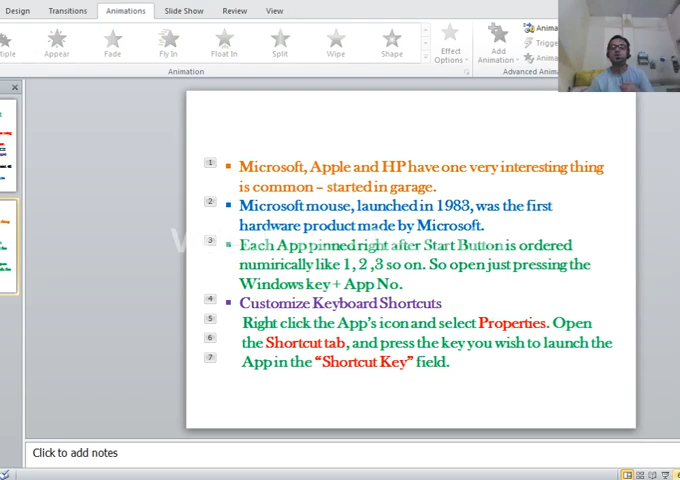 Design Transitions Animations Slide Show Review View
Appear Fade Fly In Float In Split Wipe Shape Effect Options Add Animation Trigge
Animation Advanced Anim
1 Microsoft, Apple and HP have one very interesting thing
is common – started in garage.
2 Microsoft mouse, launched in 1983, was the first
hardware product made by Microsoft.
3 Each App pinned right after Start Button is ordered
numirically like 1, 2 ,3 so on. So open just pressing the
Windows key + App No.
4 Customize Keyboard Shortcuts
5 Right click the App's icon and select Properties. Open
6 the Shortcut tab, and press the key you wish to launch the
7 App in the “Shortcut Key” field.
Click to add notes